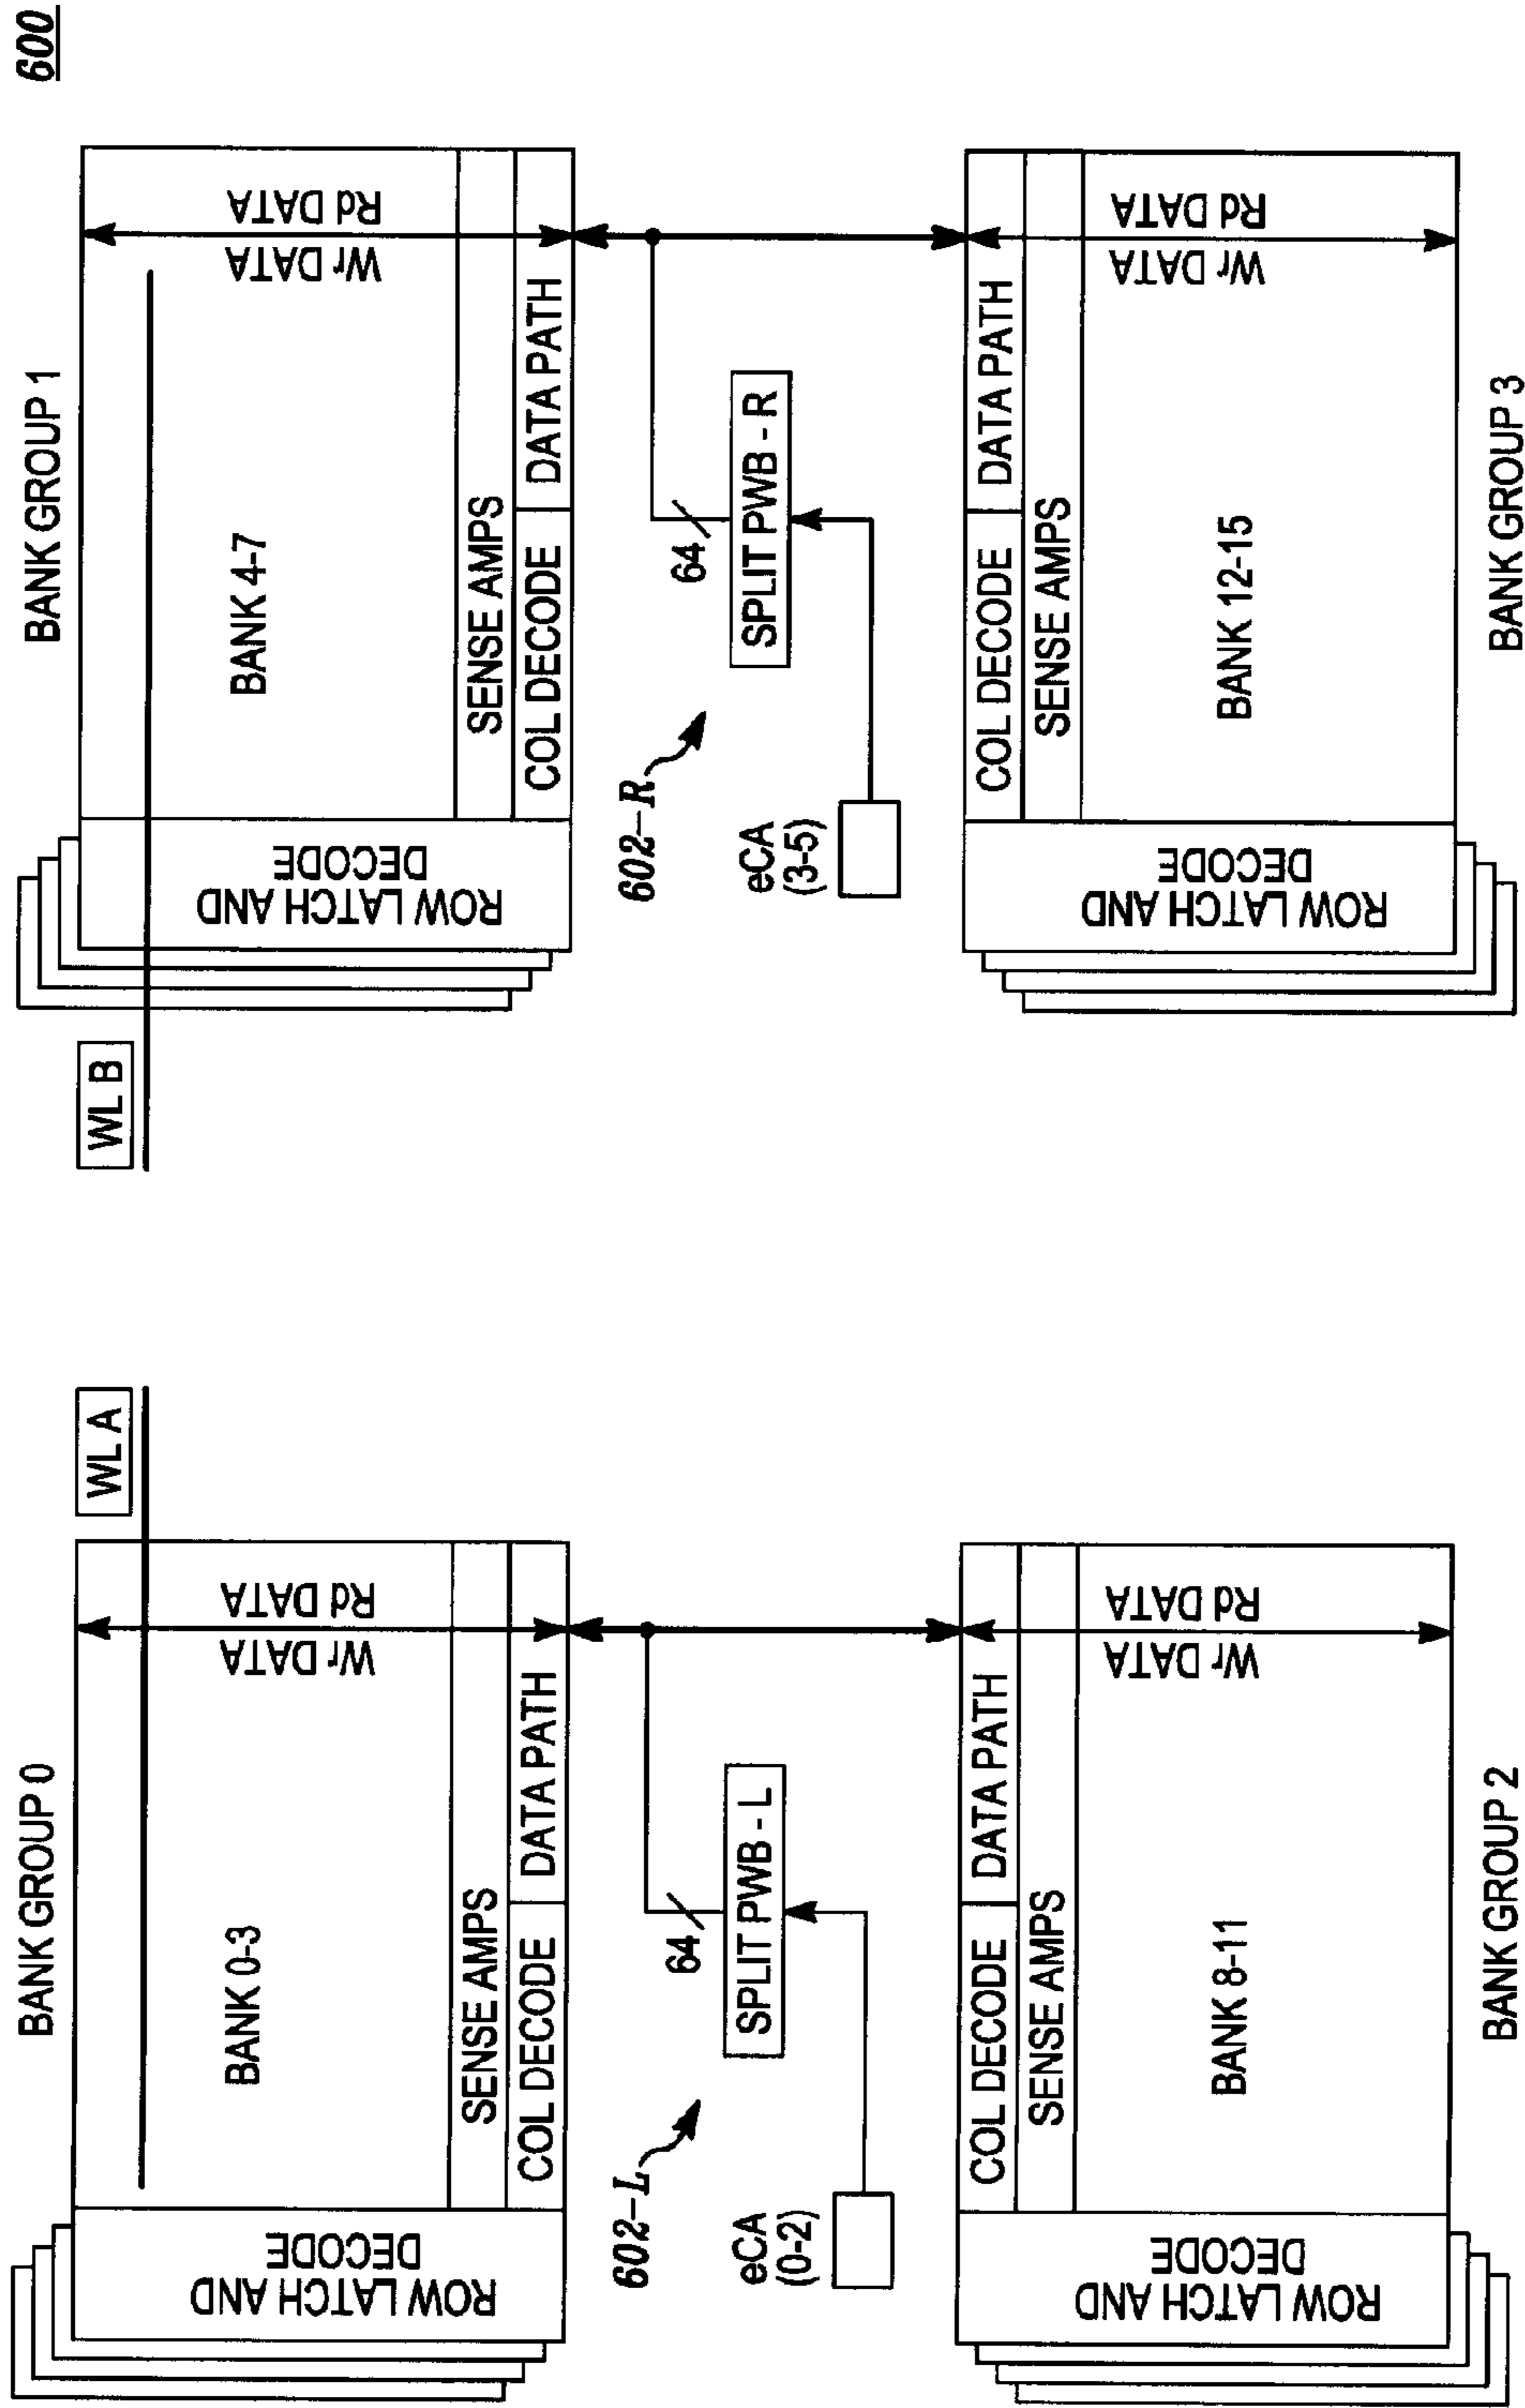 600
BANK GROUP 0
WL A
BANK 0-3
Wr DATA
Rd DATA
ROW LATCH AND
DECODE
SENSE AMPS
COL DECODE
DATA PATH
BANK GROUP 1
WL B
BANK 4-7
Wr DATA
Rd DATA
ROW LATCH AND
DECODE
SENSE AMPS
COL DECODE
DATA PATH
602-L
64
SPLIT PWB - L
eCA
(0-2)
602-R
64
SPLIT PWB - R
eCA
(3-5)
COL DECODE
DATA PATH
SENSE AMPS
ROW LATCH AND
DECODE
BANK 8-11
Wr DATA
Rd DATA
BANK GROUP 2
COL DECODE
DATA PATH
SENSE AMPS
ROW LATCH AND
DECODE
BANK 12-15
Wr DATA
Rd DATA
BANK GROUP 3